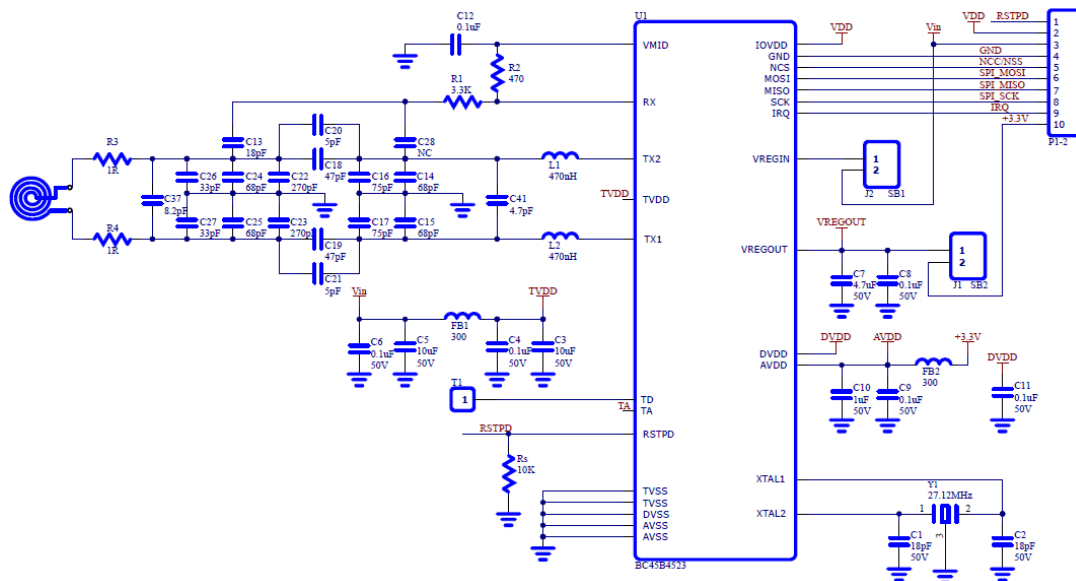 U1
C12
0.1uF
VMID
R2
470
R1
3.3K
RX
C20
5pF
C13
18pF
C28
NC
R3
1R
C18
47pF
L1
470nH
TX2
C26
33pF
C24
68pF
C22
270pF
C16
75pF
C14
68pF
C37
8.2pF
C41
4.7pF
TVDD
TVDD
C27
33pF
C25
68pF
C23
270pF
C17
75pF
C15
68pF
R4
1R
C19
47pF
L2
470nH
TX1
C21
5pF
Vin
TVDD
FB1
300
C6
0.1uF
50V
C5
10uF
50V
C4
0.1uF
50V
C3
10uF
50V
T1
1
TD
TA
TA
RSTPD
RSTPD
Rs
10K
TVSS
TVSS
DVSS
AVSS
AVSS
BC45B4523
VDD
Vin
VDD
RSTPD
1
2
IOVDD
3
GND
GND
4
NCS
NCC/NSS
5
MOSI
SPI_MOSI
6
MISO
SPI_MISO
7
SCK
SPI_SCK
8
IRQ
IRQ
9
+3.3V
10
P1-2
VREGIN
1
2
J2
SB1
VREGOUT
VREGOUT
1
2
J1
SB2
C7
4.7uF
50V
C8
0.1uF
50V
DVDD
AVDD
+3.3V
DVDD
AVDD
FB2
300
DVDD
C10
1uF
50V
C9
0.1uF
50V
C11
0.1uF
50V
XTAL1
Y1
27.12MHz
XTAL2
1
2
3
C1
18pF
50V
C2
18pF
50V